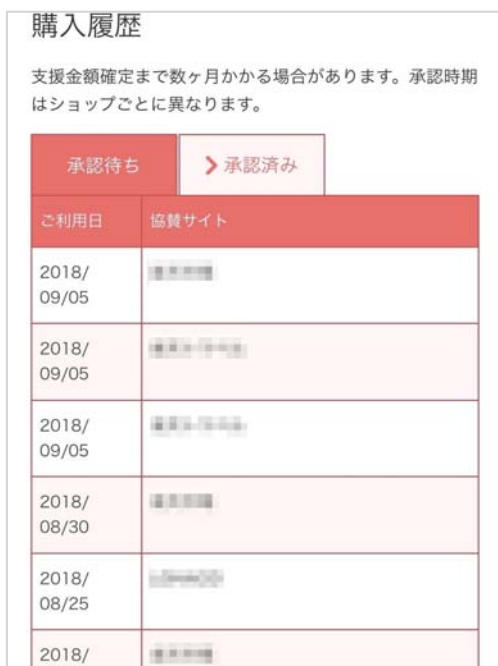 購入履歴
支援金額確定まで数ヶ月かかる場合があります。承認時期
はショップごとに異なります。
承認待ち
承認済み
ご利用日 協賛サイト
2018/
09/05
2018/
09/05
2018/
09/05
2018/
08/30
2018/
08/25
2018/